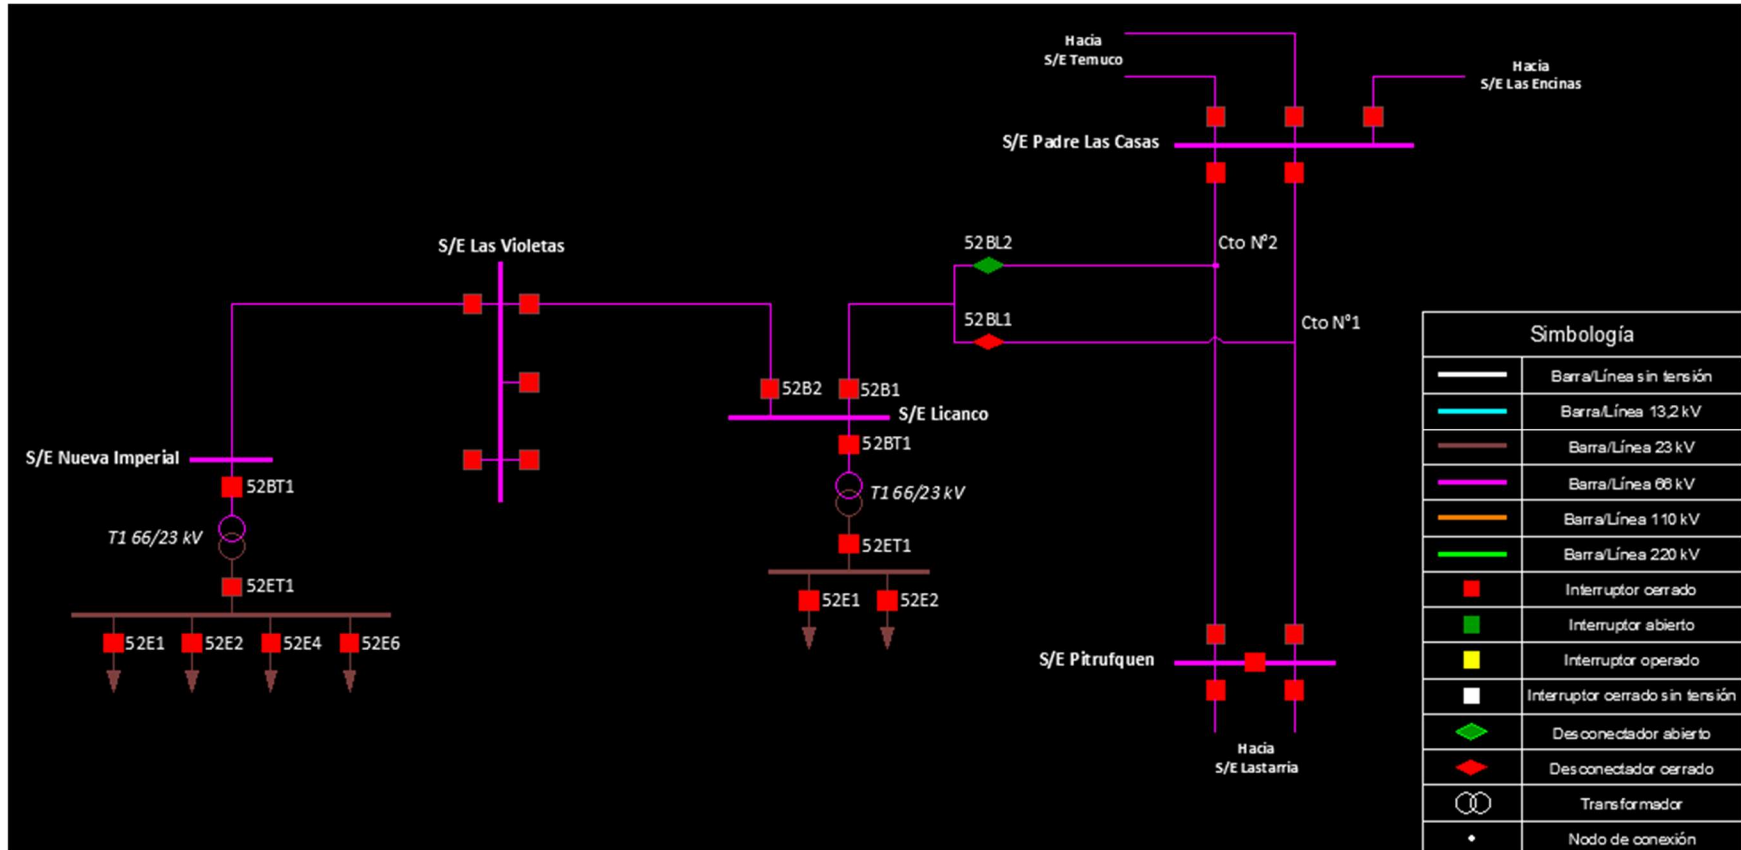 Hacia
S/E Temuco
Hacia
S/E Las Encinas
S/E Padre Las Casas
S/E Las Violetas
52BL2
Cto N°2
52BL1
Cto N°1
52B2
52B1
S/E Licanco
52BT1
T1 66/23 kV
52ET1
52E1
52E2
S/E Nueva Imperial
52BT1
T1 66/23 kV
52ET1
52E1
52E2
52E4
52E6
S/E Pitrufquen
Hacia
S/E Lastarria
Simbología
Barra/Línea sin tensión
Barra/Línea 13,2 kV
Barra/Línea 23 kV
Barra/Línea 66 kV
Barra/Línea 110 kV
Barra/Línea 220 kV
Interruptor cerrado
Interruptor abierto
Interruptor operado
Interruptor cerrado sin tensión
Desconectador abierto
Desconectador cerrado
Transformador
Nodo de conexión